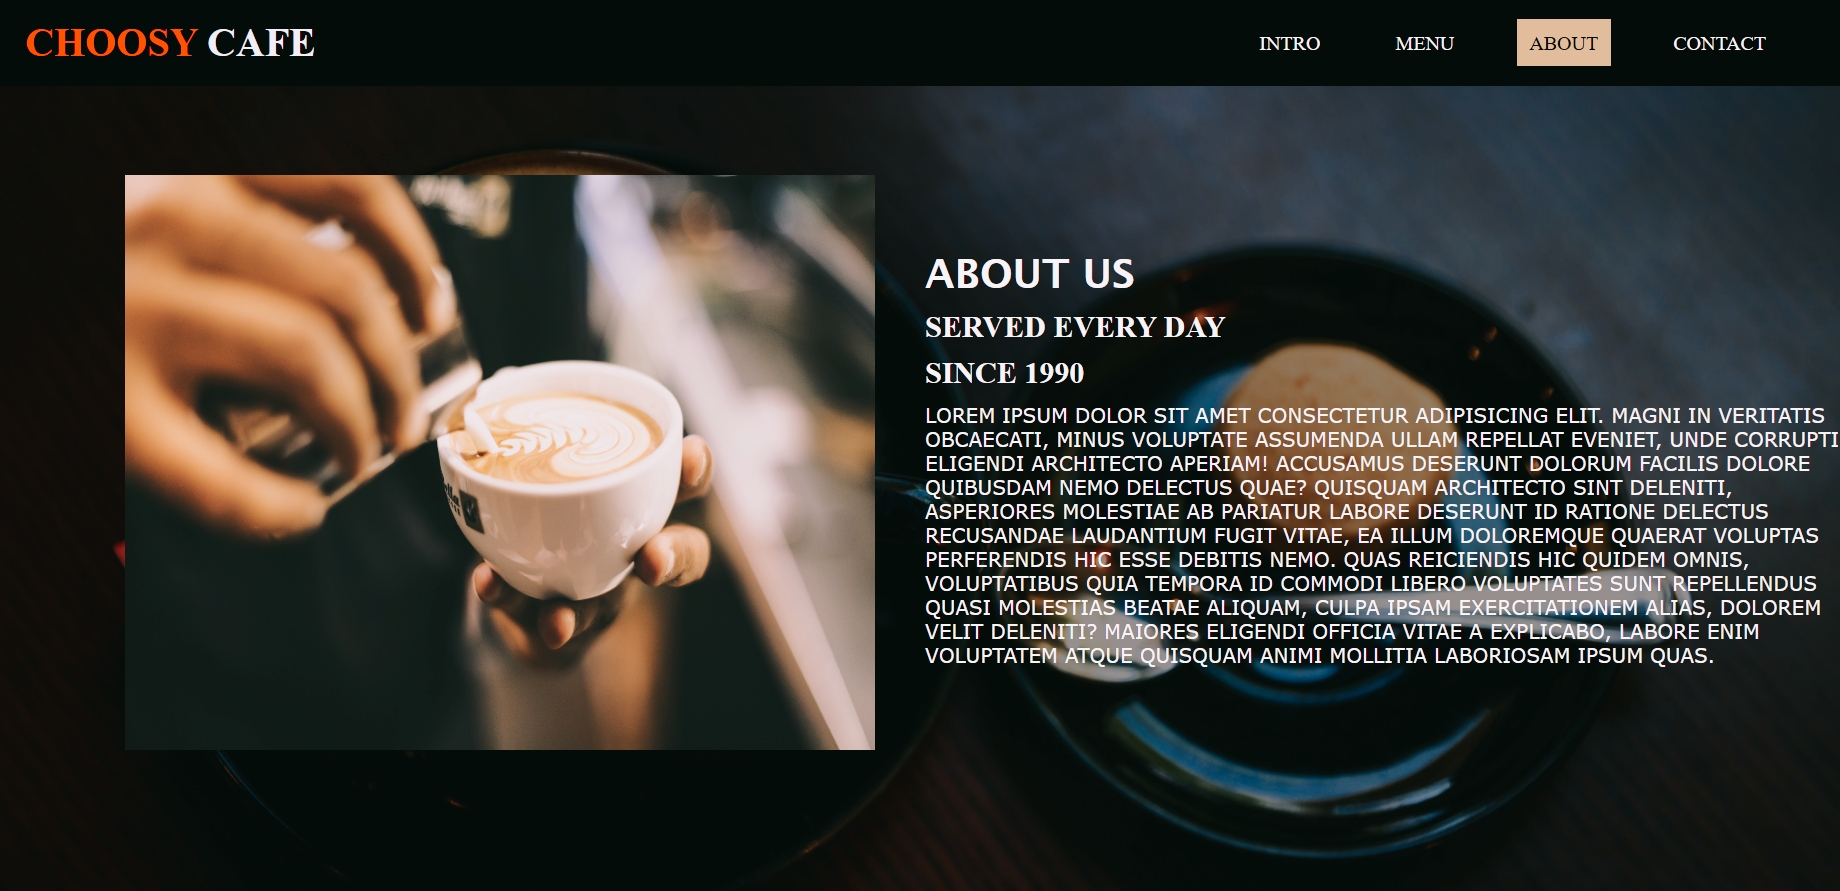 CHOOSY CAFE
INTRO MENU ABOUT CONTACT
ABOUT US
SERVED EVERY DAY
SINCE 1990
LOREM IPSUM DOLOR SIT AMET CONSECTETUR ADIPISICING ELIT. MAGNI IN VERITATIS
OBCAECATI, MINUS VOLUPTATE ASSUMENDA ULLAM REPELLAT EVENIET, UNDE CORRUPTI
ELIGENDI ARCHITECTO APERIAM! ACCUSAMUS DESERUNT DOLORUM FACILIS DOLORE
QUIBUSDAM NEMO DELECTUS QUAE? QUISQUAM ARCHITECTO SINT DELENITI,
ASPERIORES MOLESTIAE AB PARIATUR LABORE DESERUNT ID RATIONE DELECTUS
RECUSANDAE LAUDANTIUM FUGIT VITAE, EA ILLUM DOLOREMQUE QUAERAT VOLUPTAS
PERFERENDIS HIC ESSE DEBITIS NEMO. QUAS REICIENDIS HIC QUIDEM OMNIS,
VOLUPTATIBUS QUIA TEMPORA ID COMMODI LIBERO VOLUPTATES SUNT REPELLENDUS
QUASI MOLESTIAS BEATAE ALIQUAM, CULPA IPSAM EXERCITATIONEM ALIAS, DOLOREM
VELIT DELENITI? MAIORES ELIGENDI OFFICIA VITAE A EXPLICABO, LABORE ENIM
VOLUPTATEM ATQUE QUISQUAM ANIMI MOLLITIA LABORIOSAM IPSUM QUAS.